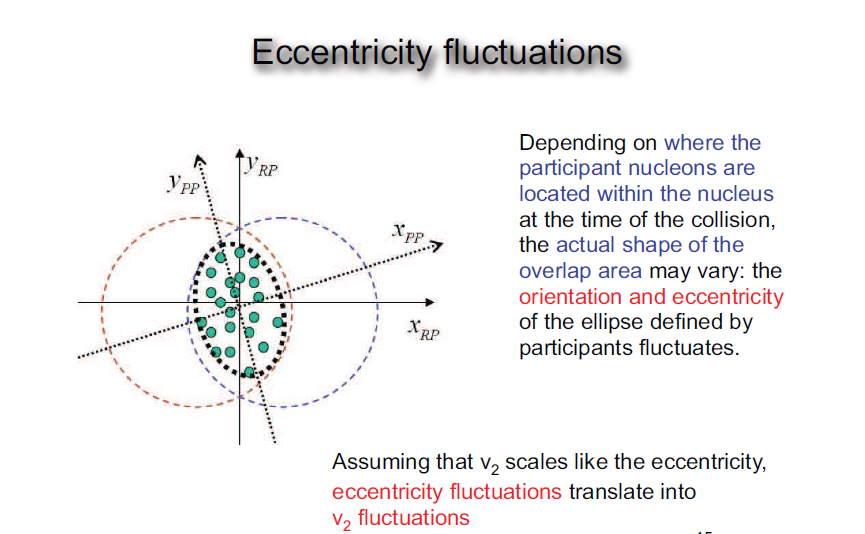 Eccentricity fluctuations
y_RP
y_PP
x_PP
x_RP
Depending on where the
participant nucleons are
located within the nucleus
at the time of the collision,
the actual shape of the
overlap area may vary: the
orientation and eccentricity
of the ellipse defined by
participants fluctuates.
Assuming that v₂ scales like the eccentricity,
eccentricity fluctuations translate into
v₂ fluctuations